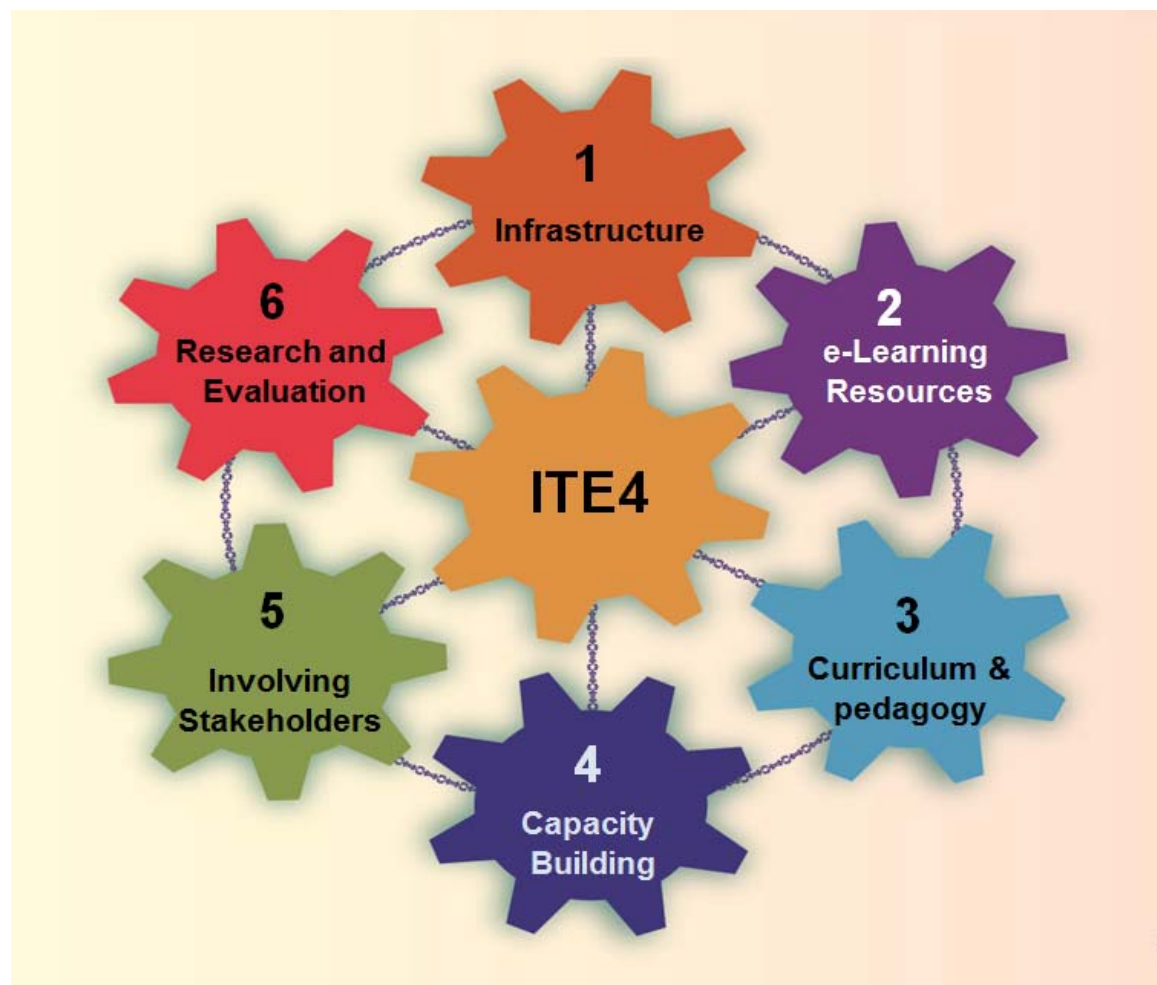 1
Infrastructure
2
e-Learning
Resources
3
Curriculum &
pedagogy
4
Capacity
Building
5
Involving
Stakeholders
6
Research and
Evaluation
ITE4